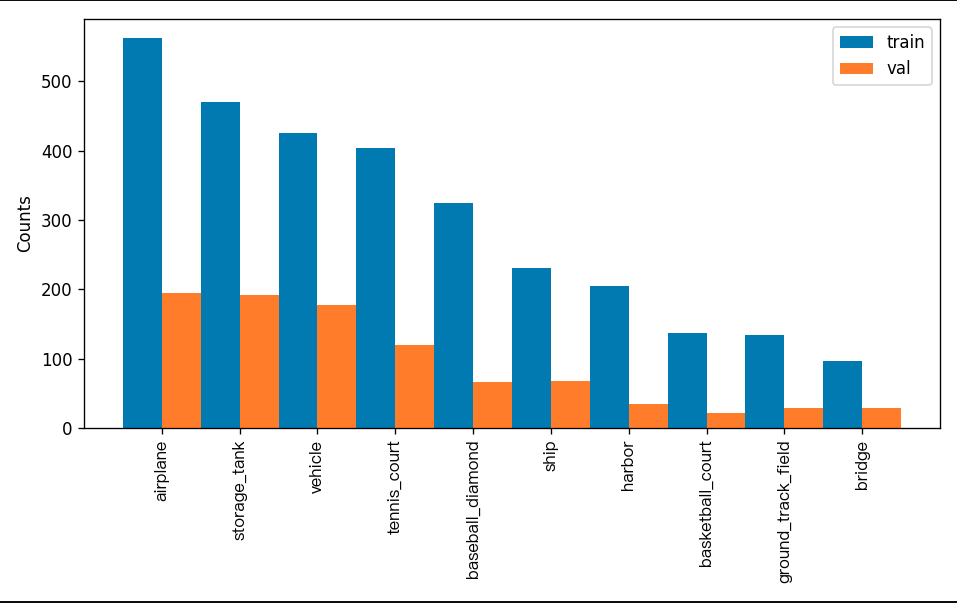 train
val
500
400
300
200
100
0
Counts
airplane
storage_tank
vehicle
tennis_court
baseball_diamond
ship
harbor
basketball_court
ground_track_field
bridge